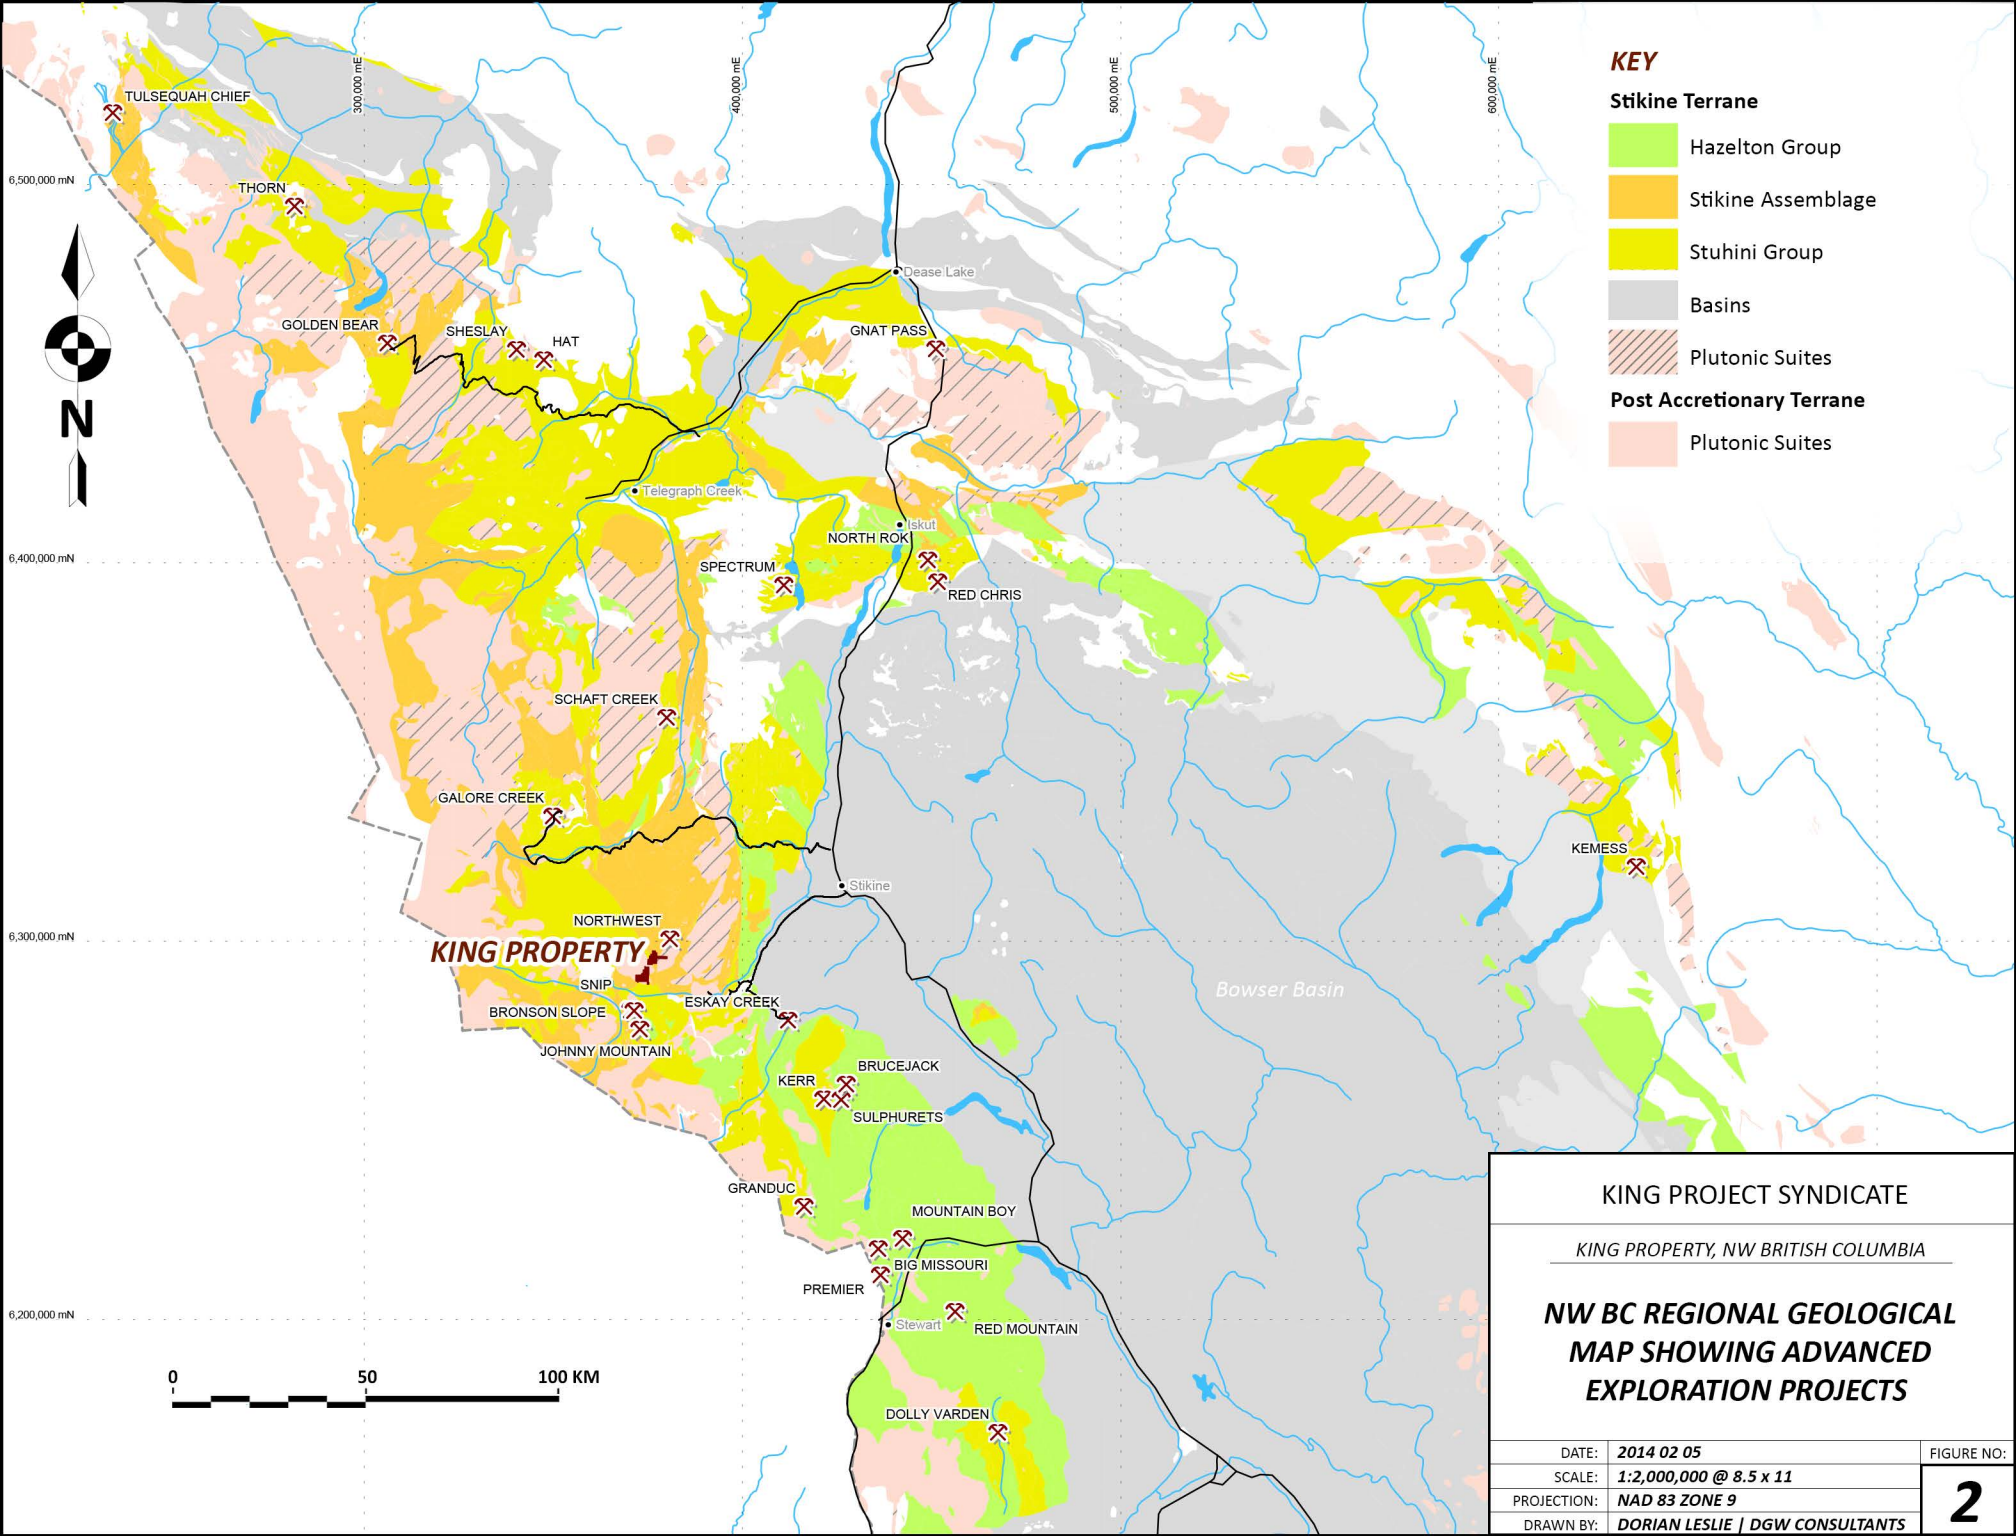 TULSEQUAH CHIEF
300,000 mE
400,000 mE
500,000 mE
600,000 mE
KEY
Stikine Terrane
Hazelton Group
Stikine Assemblage
Stuhini Group
Basins
Plutonic Suites
Post Accretionary Terrane
Plutonic Suites
6,500,000 mN
THORN
N
Dease Lake
GOLDEN BEAR
SHESLAY
HAT
GNAT PASS
Telegraph Creek
Iskut
NORTH ROK
6,400,000 mN
SPECTRUM
RED CHRIS
SCHAFT CREEK
GALORE CREEK
KEMESS
Stikine
NORTHWEST
6,300,000 mN
KING PROPERTY
SNIP
ESKAY CREEK
Bowser Basin
BRONSON SLOPE
JOHNNY MOUNTAIN
BRUCEJACK
KERR
SULPHURETS
GRANDUC
MOUNTAIN BOY
BIG MISSOURI
PREMIER
6,200,000 mN
Stewart
RED MOUNTAIN
0 50 100 KM
DOLLY VARDEN
KING PROJECT SYNDICATE
KING PROPERTY, NW BRITISH COLUMBIA
NW BC REGIONAL GEOLOGICAL
MAP SHOWING ADVANCED
EXPLORATION PROJECTS
DATE: 2014 02 05
FIGURE NO:
SCALE: 1:2,000,000 @ 8.5 x 11
PROJECTION: NAD 83 ZONE 9
2
DRAWN BY: DORIAN LESLIE | DGW CONSULTANTS